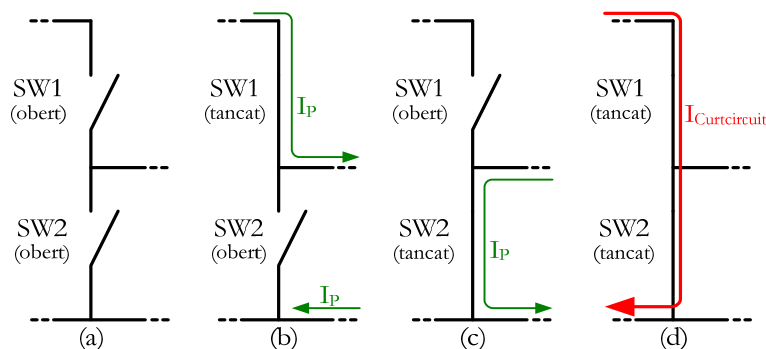 SW1
(obert)
SW2
(obert)
(a)
SW1
(tancat)
IP
SW2
(obert)
IP
(b)
SW1
(obert)
SW2
(tancat)
IP
(c)
SW1
(tancat)
ICurtcircuit
SW2
(tancat)
(d)